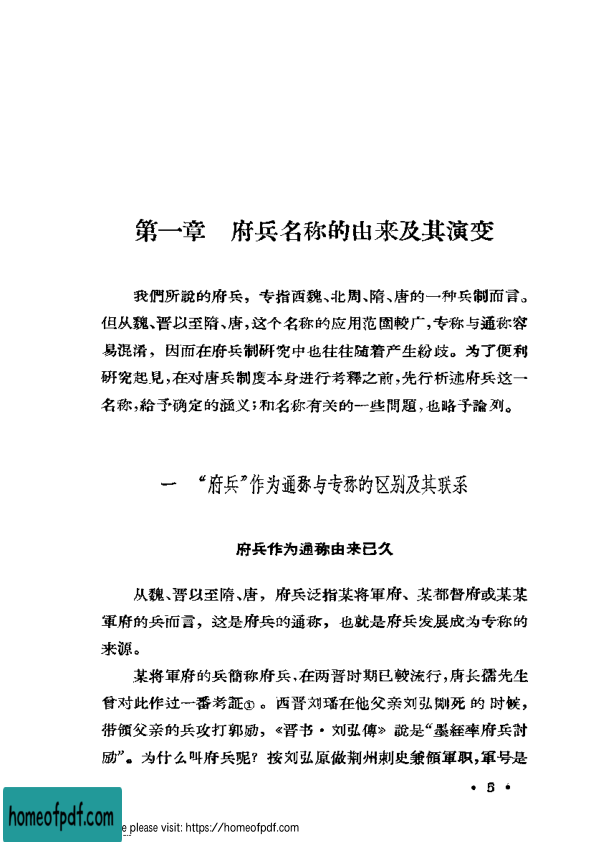 第一章　府兵名称的由来及其演变
我們所說的府兵，专指西魏、北周、隋、唐的一种兵制而言。
但从魏、晋以至隋、唐，这个名称的应用范圍較广，专称与通称容
易混淆，因而在府兵制研究中也往往随着产生紛歧。为了便利
研究起見，在对唐兵制度本身进行考釋之前，先行析述府兵这一
名称，給予确定的涵义；和名称有关的一些問題，也略予論列。
一　“府兵”作为通称与专称的区别及其联系
府兵作为通称由来已久
从魏、晋以至隋、唐，府兵泛指某将軍府、某都督府或某某
軍府的兵而言，这是府兵的通称，也就是府兵发展成为专称的
来源。
某将軍府的兵簡称府兵，在两晋时期已較流行，唐长孺先生
曾对此作过一番考証①。西晋刘璠在他父亲刘弘剛死的时候，
带領父亲的兵攻打郭励，《晋书·刘弘傳》說是“墨絰率府兵討
励”。为什么叫府兵呢？按刘弘原做荆州刺史兼領軍职，軍号是
· 5 ·
homeofpdf.com
e please visit: https://homeofpdf.com